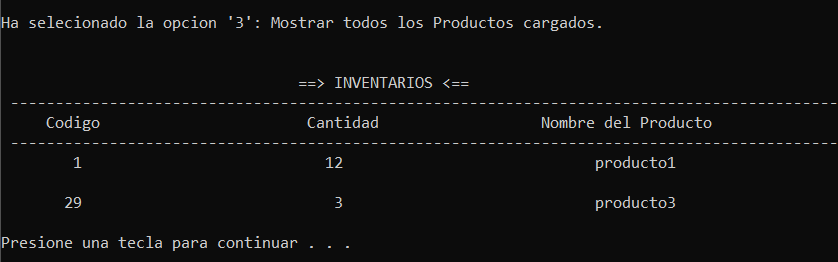 Ha selecionado la opcion '3': Mostrar todos los Productos cargados.
==> INVENTARIOS <==
--------------------------------------------------------------------------------------------
Codigo Cantidad Nombre del Producto
--------------------------------------------------------------------------------------------
1 12 producto1
29 3 producto3
Presione una tecla para continuar . . .